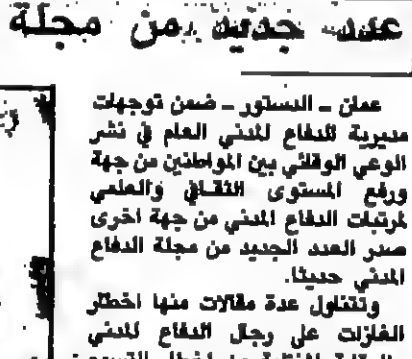 عدد جديد من مجلة
عمان ـ الدستور ـ ضمن توجهات
مديرية الدفاع المدني العام في نشر
الوعي الوقائي بين المواطنين من جهة
ورفع المستوى الثقافي والعلمي
لمرتبات الدفاع المدني من جهة اخرى
صدر العدد الجديد من مجلة الدفاع
المدني حديثا.
وتتناول عدة مقالات منها اخطار
الغازات على رجال الدفاع المدني